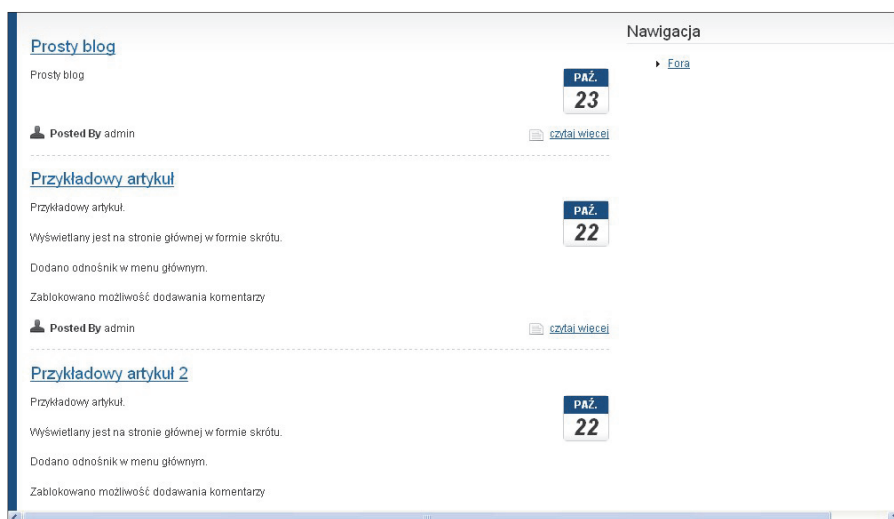 Nawigacja
Fora
Prosty blog
Prosty blog
PAŹ.
23
Posted By admin
czytaj więcej
Przykładowy artykuł
Przykładowy artykuł.
PAŹ.
22
Wyświetlany jest na stronie głównej w formie skrótu.
Dodano odnośnik w menu głównym.
Zablokowano możliwość dodawania komentarzy
Posted By admin
czytaj więcej
Przykładowy artykuł 2
Przykładowy artykuł.
PAŹ.
22
Wyświetlany jest na stronie głównej w formie skrótu.
Dodano odnośnik w menu głównym.
Zablokowano możliwość dodawania komentarzy